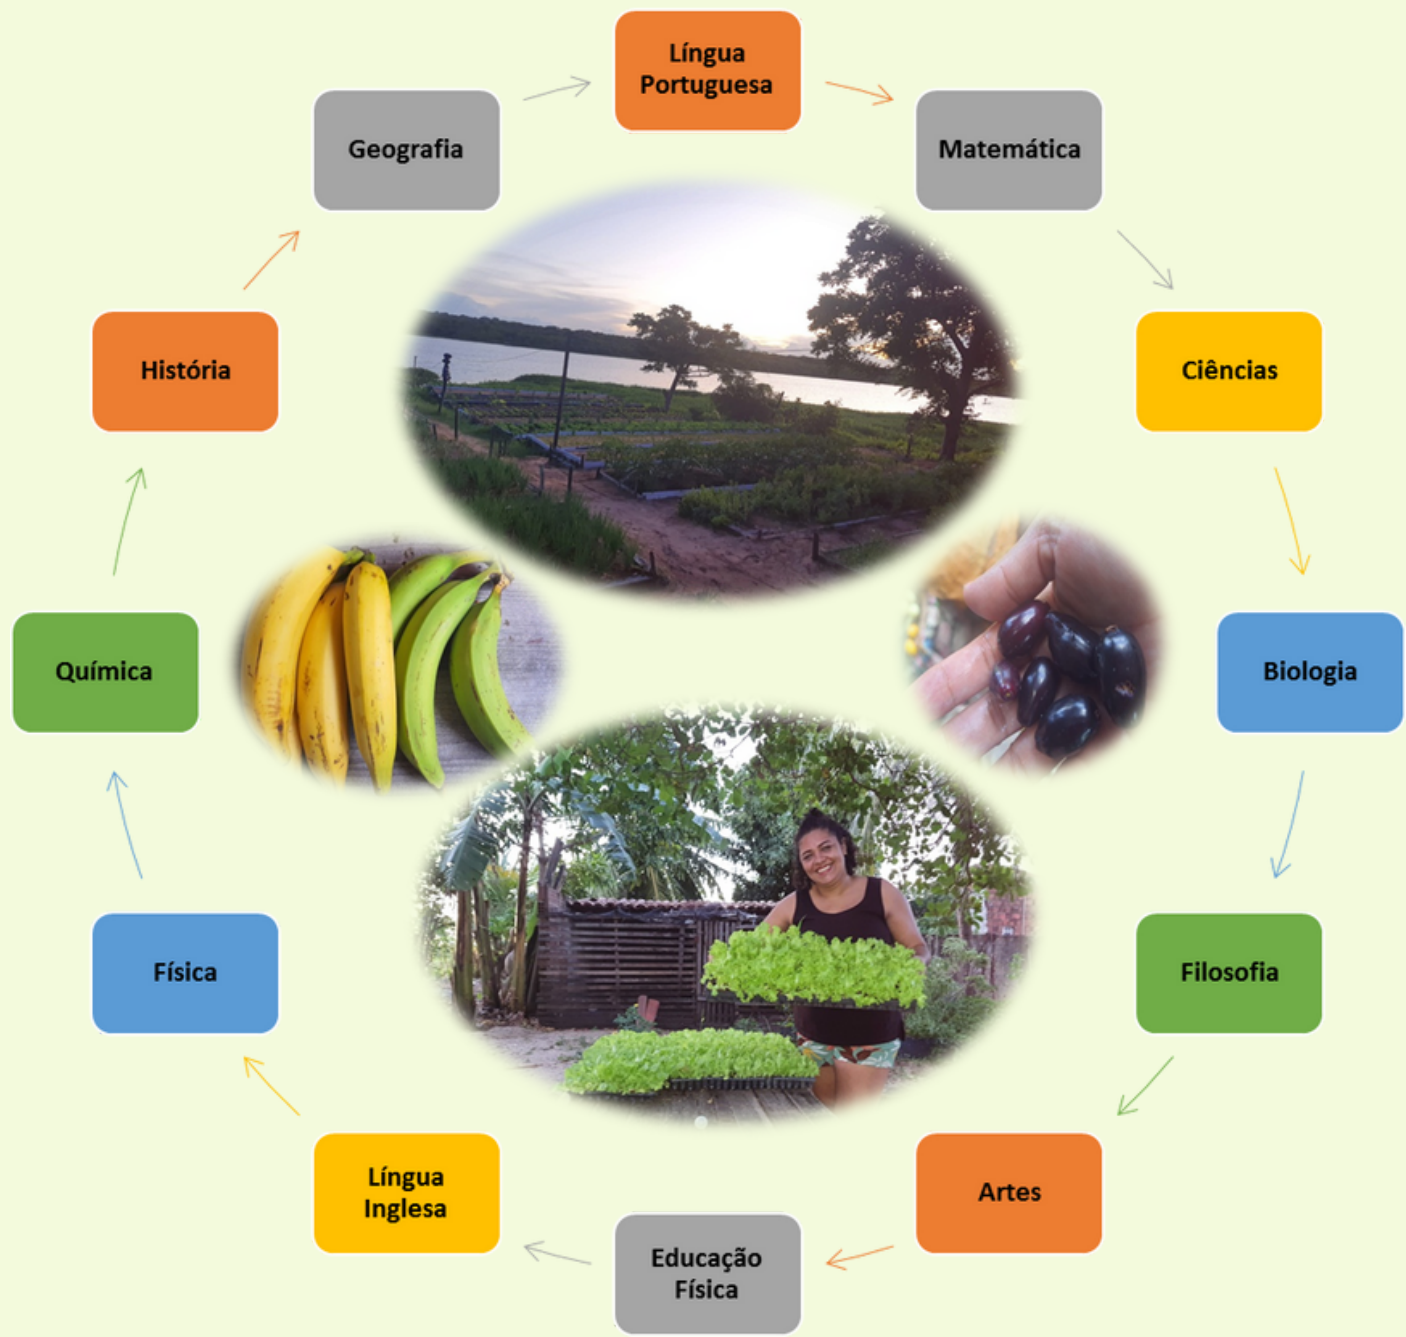 Língua
Portuguesa
Matemática
Ciências
Biologia
Filosofia
Artes
Educação
Física
Língua
Inglesa
Física
Química
História
Geografia